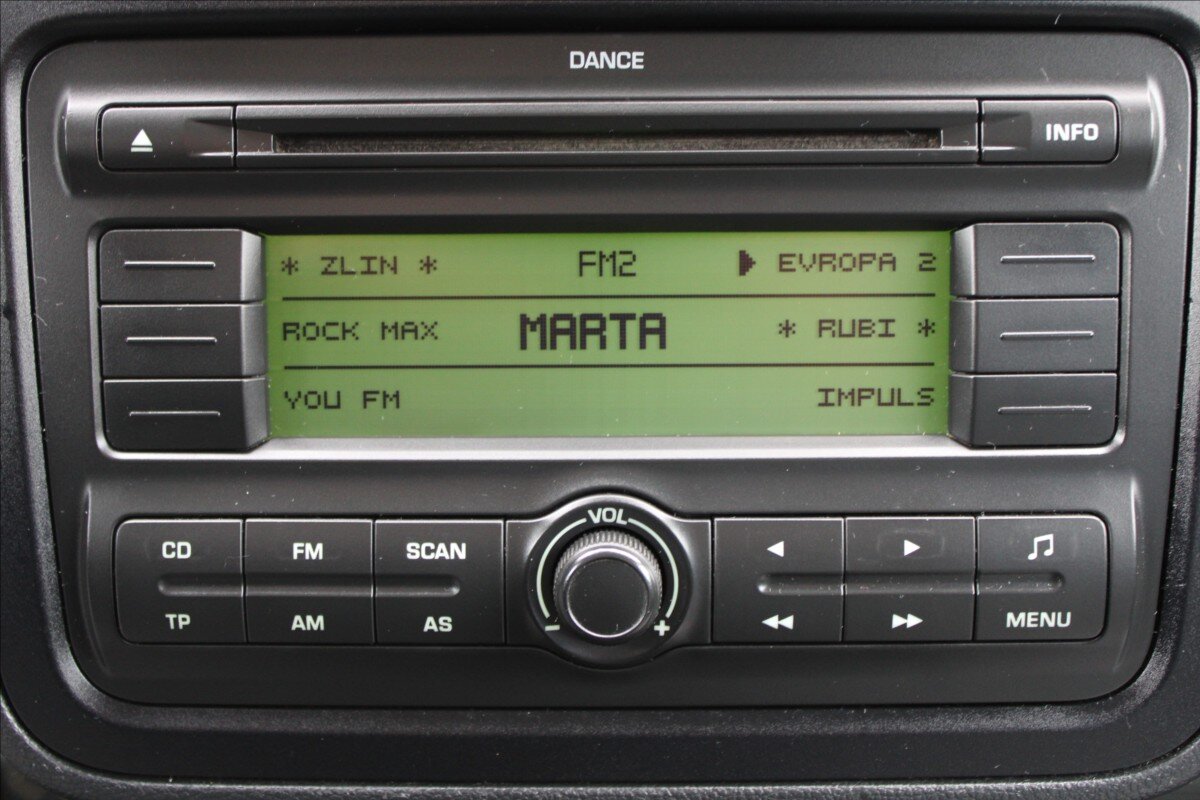 DANCE
INFO
* ZLIN * FM2 EVROPA 2
ROCK MAX MARTA * RUBI *
YOU FM IMPULS
VOL
CD FM SCAN
TP AM AS - + MENU